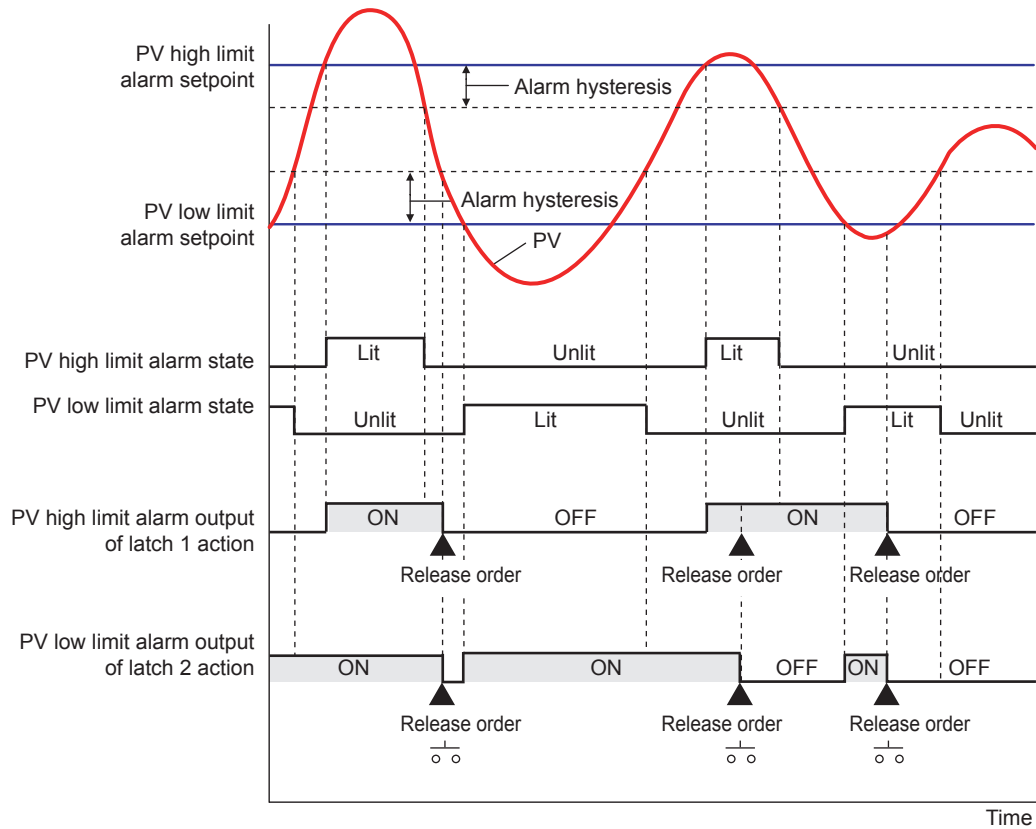 PV high limit
alarm setpoint
Alarm hysteresis
Alarm hysteresis
PV low limit
alarm setpoint
PV
PV high limit alarm state
Lit
Unlit
Lit
Unlit
PV low limit alarm state
Unlit
Lit
Unlit
Lit
Unlit
PV high limit alarm output
of latch 1 action
ON
OFF
ON
OFF
Release order
Release order
Release order
PV low limit alarm output
of latch 2 action
ON
ON
OFF
ON
OFF
Release order
Release order
Release order
Time